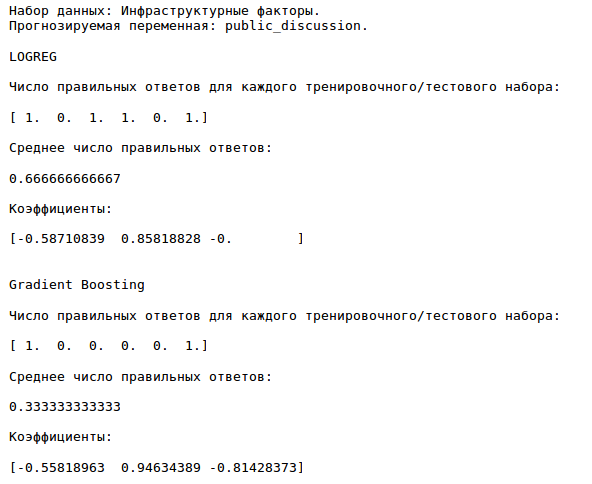 Набор данных: Инфраструктурные факторы.
Прогнозируемая переменная: public_discussion.
LOGREG
Число правильных ответов для каждого тренировочного/тестового набора:
[ 1.  0.  1.  1.  0.  1.]
Среднее число правильных ответов:
0.666666666667
Коэффициенты:
[-0.58710839  0.85818828 -0.        ]
Gradient Boosting
Число правильных ответов для каждого тренировочного/тестового набора:
[ 1.  0.  0.  0.  0.  1.]
Среднее число правильных ответов:
0.333333333333
Коэффициенты:
[-0.55818963  0.94634389 -0.81428373]